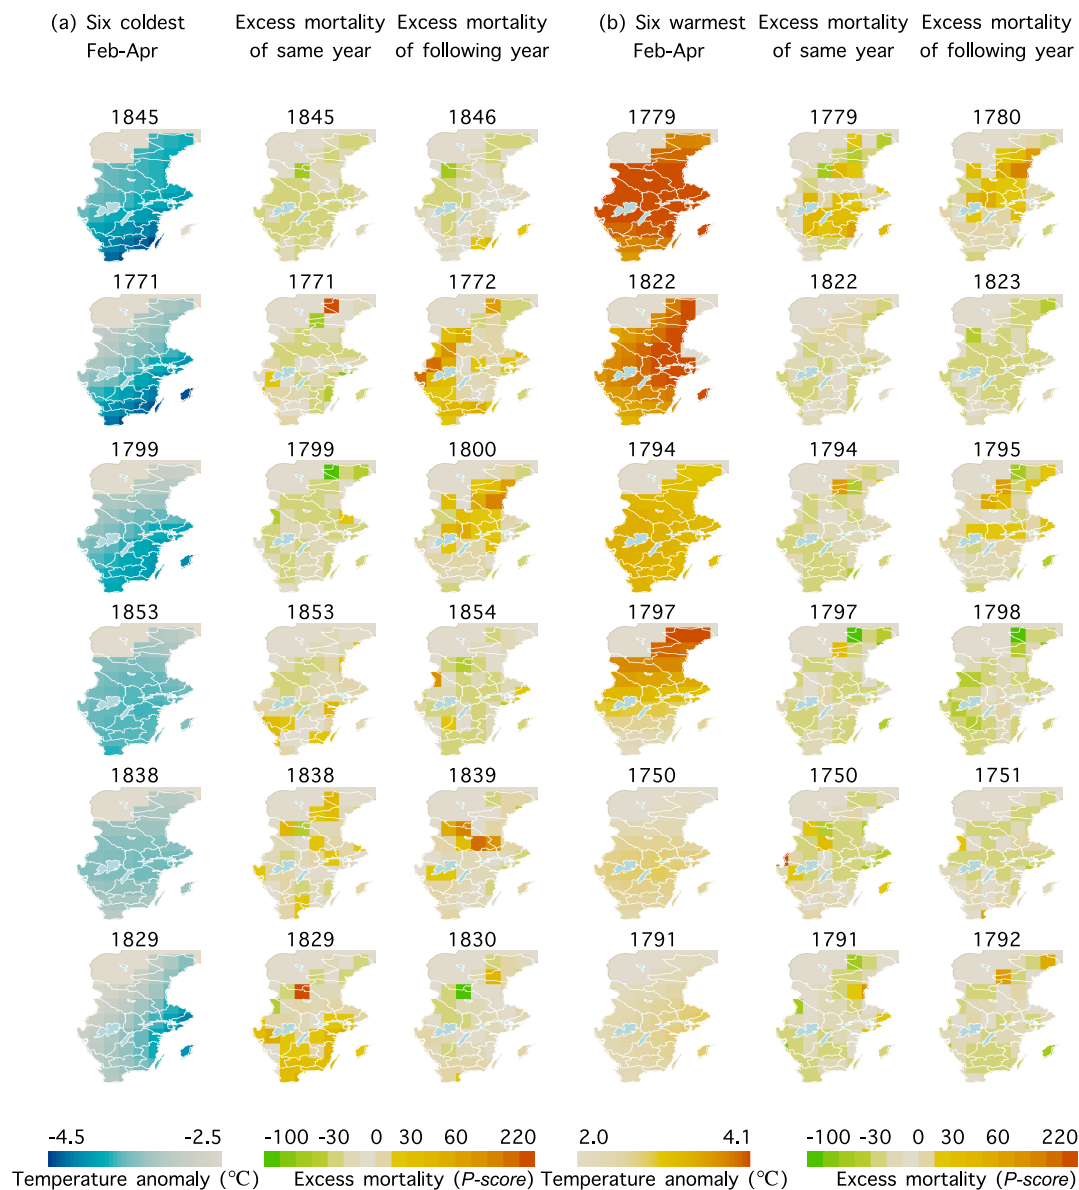 (a) Six coldest Excess mortality Excess mortality (b) Six warmest Excess mortality Excess mortality
Feb-Apr of same year of following year Feb-Apr of same year of following year
1845 1845 1846 1779 1779 1780
1771 1771 1772 1822 1822 1823
1799 1799 1800 1794 1794 1795
1853 1853 1854 1797 1797 1798
1838 1838 1839 1750 1750 1751
1829 1829 1830 1791 1791 1792
-4.5 -2.5 -100 -30 0 30 60 220 2.0 4.1 -100 -30 0 30 60 220
Temperature anomaly (℃) Excess mortality (P-score) Temperature anomaly (℃) Excess mortality (P-score)